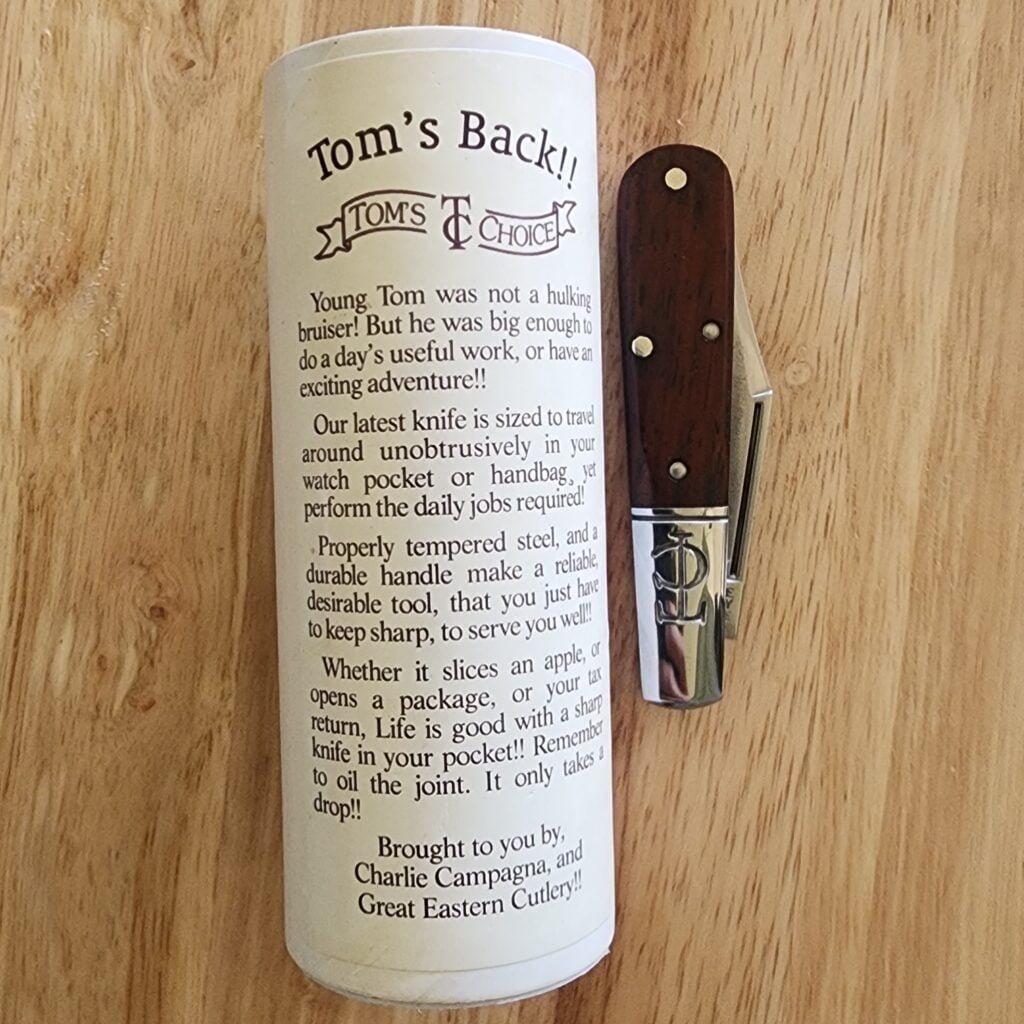 Tom's Back!!
TOM'S TC CHOICE
Young Tom was not a hulking
bruiser! But he was big enough to
do a day's useful work, or have an
exciting adventure!!
Our latest knife is sized to travel
around unobtrusively in your
watch pocket or handbag, yet
perform the daily jobs required!
Properly tempered steel, and a
durable handle make a reliable,
desirable tool, that you just have
to keep sharp, to serve you well!!
Whether it slices an apple, or
opens a package, or your tax
return, Life is good with a sharp
knife in your pocket!! Remember
to oil the joint. It only takes a
drop!!
Brought to you by,
Charlie Campagna, and
Great Eastern Cutlery!!
TC